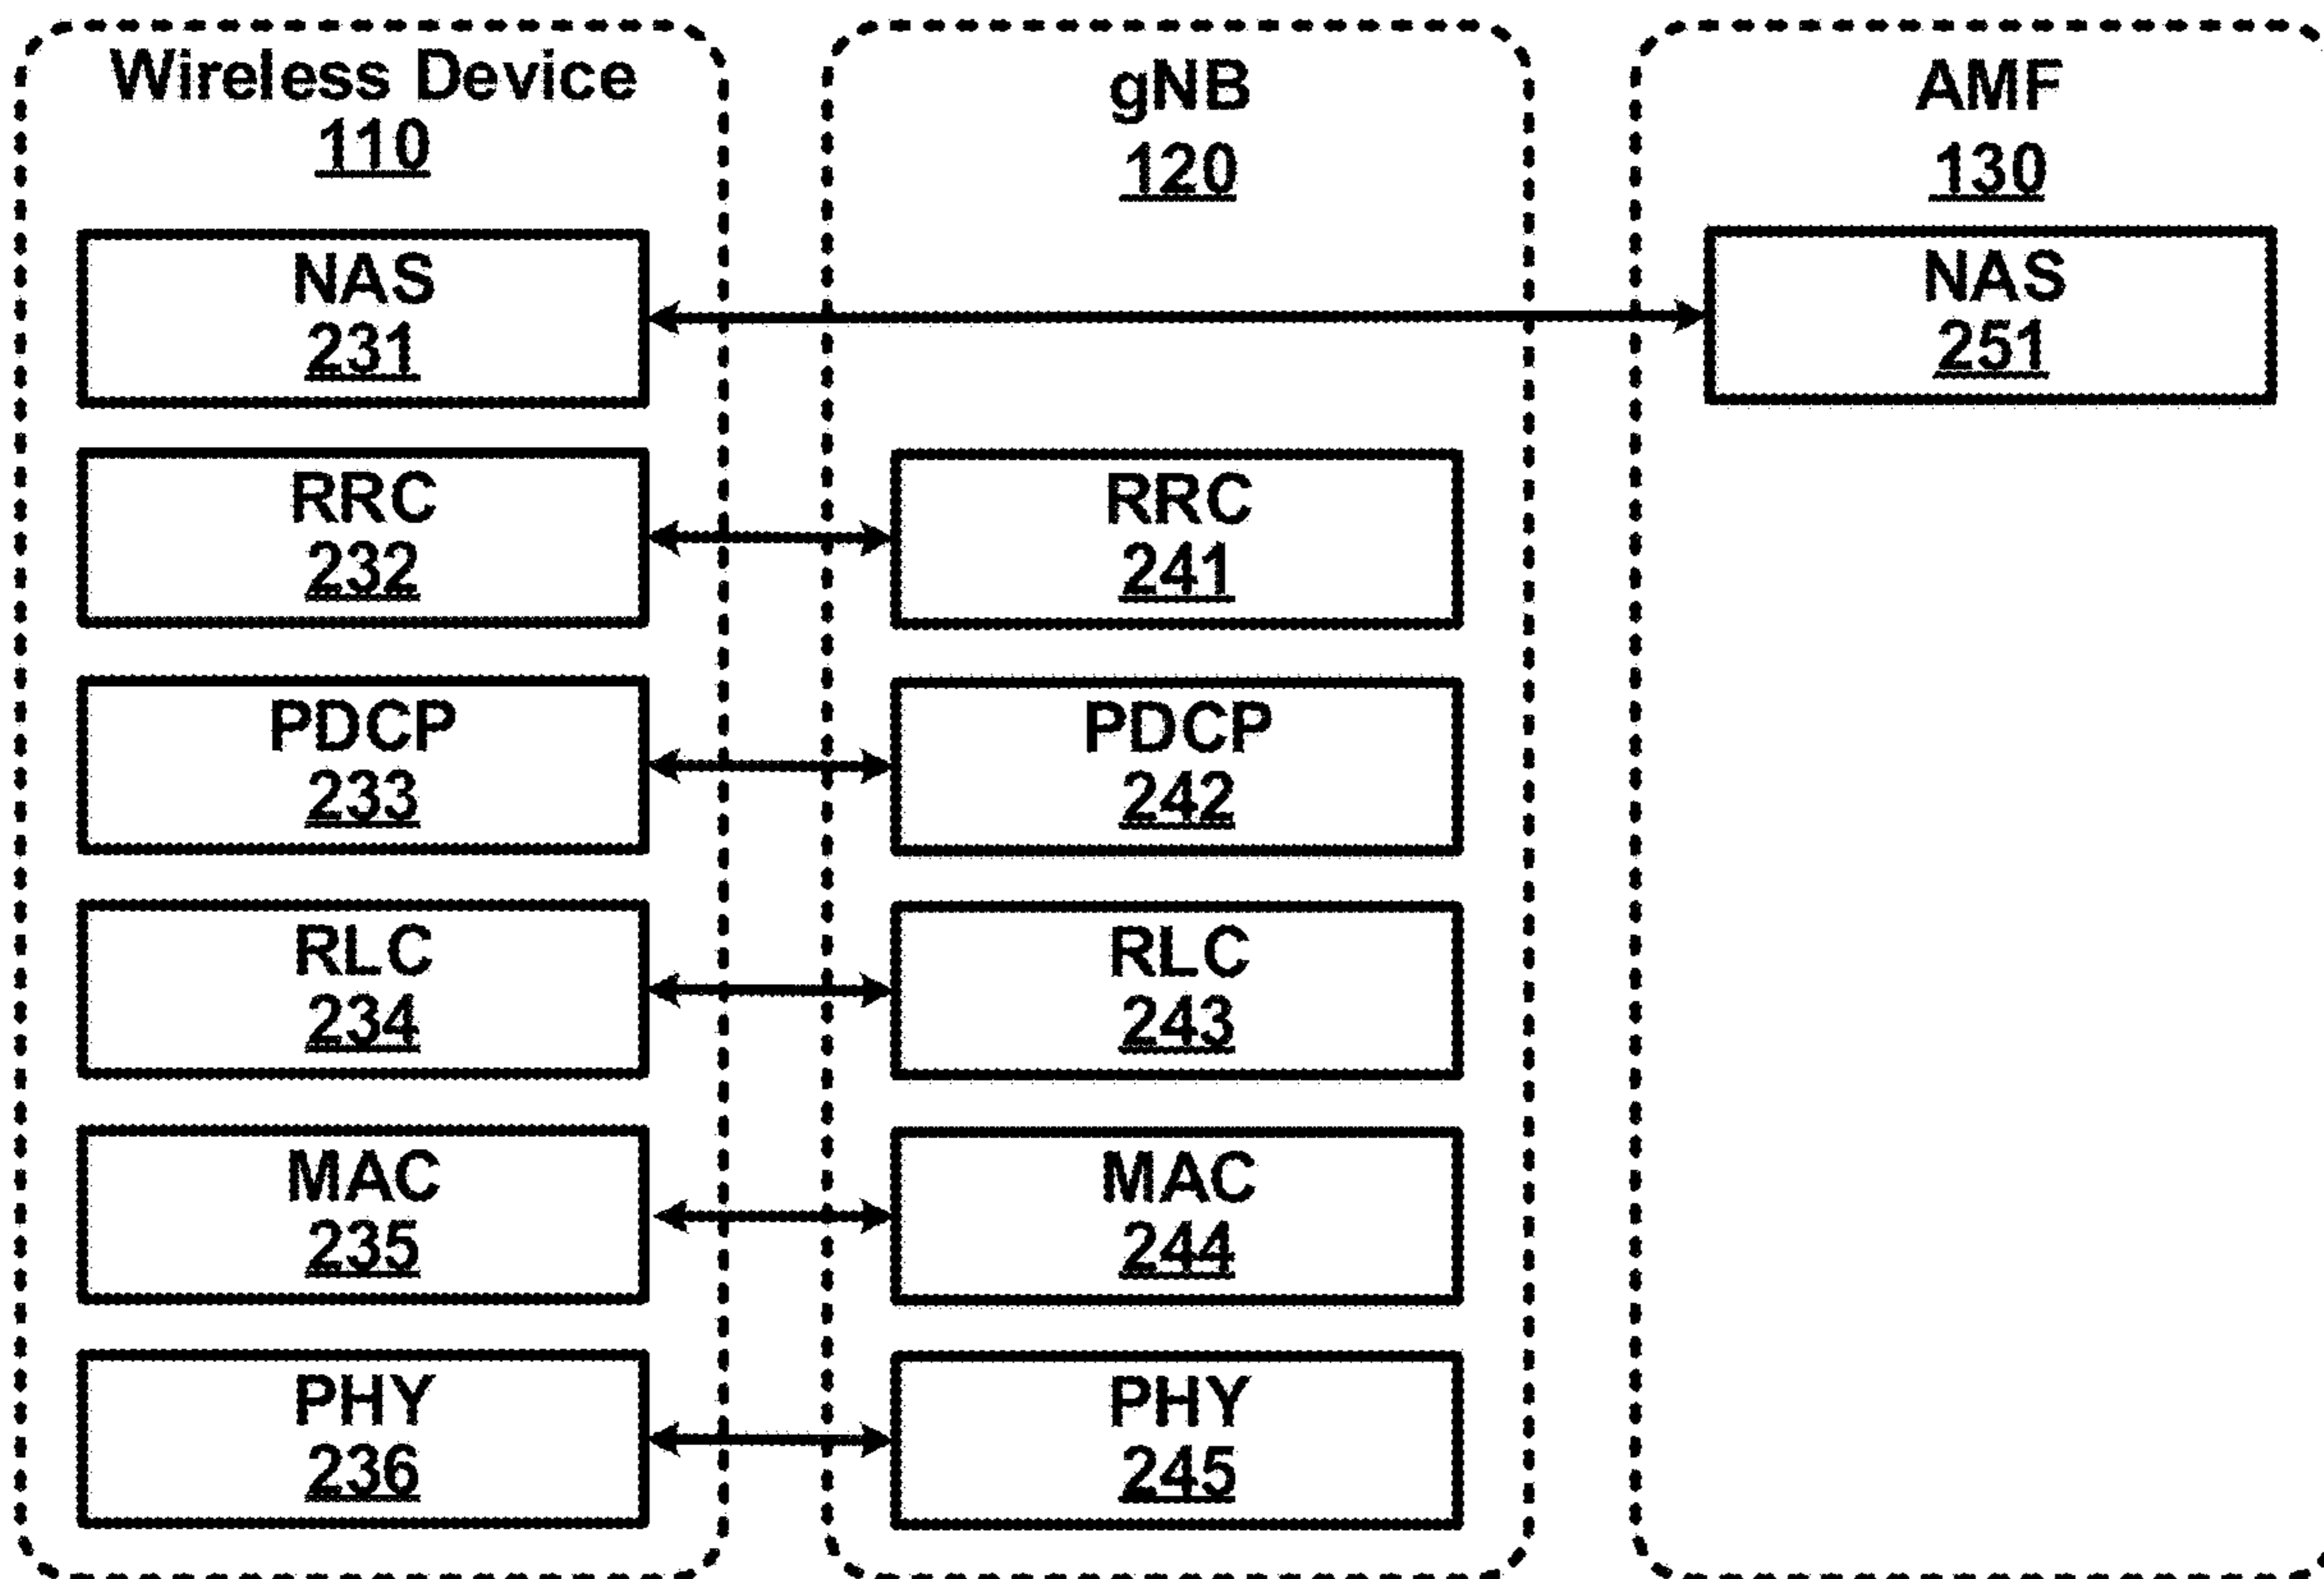 Wireless Device
110
gNB
120
AMF
130
NAS
231
NAS
251
RRC
232
RRC
241
PDCP
233
PDCP
242
RLC
234
RLC
243
MAC
235
MAC
244
PHY
236
PHY
245